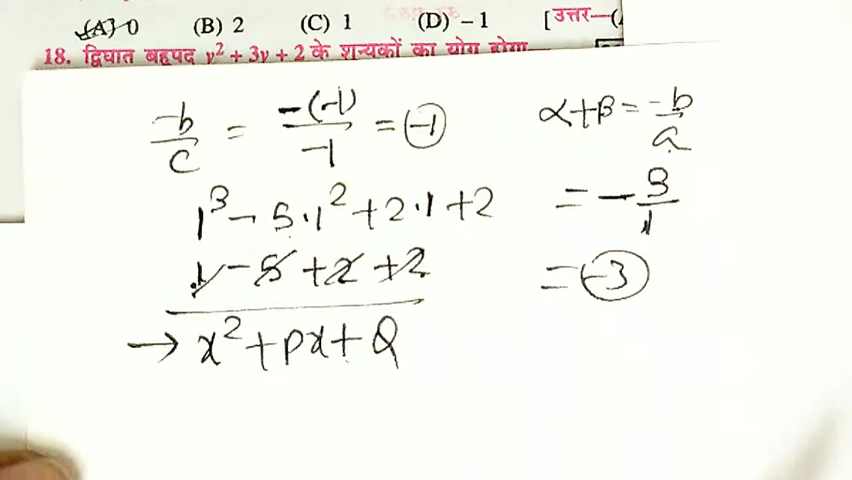 (A) 0 (B) 2 (C) 1 (D) – 1 [उत्तर—(
18. द्विघात बहुपद y² + 3y + 2 के शून्यकों का योग होगा
-b/c = -(-1)/-1 = -1
α+β = -b/a
1³ - 5.1² + 2.1 + 2
= - 3/1
1 - 5 + 2 + 2
= -3
→ x² + px + Q